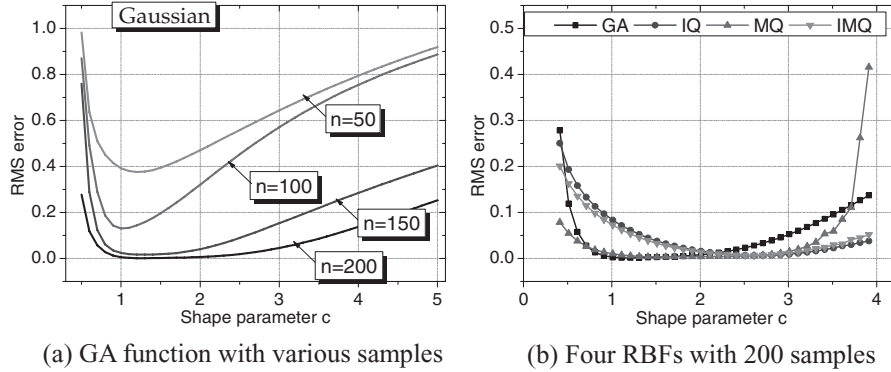 Gaussian
1.0
0.8
0.6
0.4
0.2
0.0
RMS error
n=50
n=100
n=150
n=200
1 2 3 4 5
Shape parameter c
(a) GA function with various samples
GA IQ MQ IMQ
0.5
0.4
0.3
0.2
0.1
0.0
RMS error
0 1 2 3 4
Shape parameter c
(b) Four RBFs with 200 samples